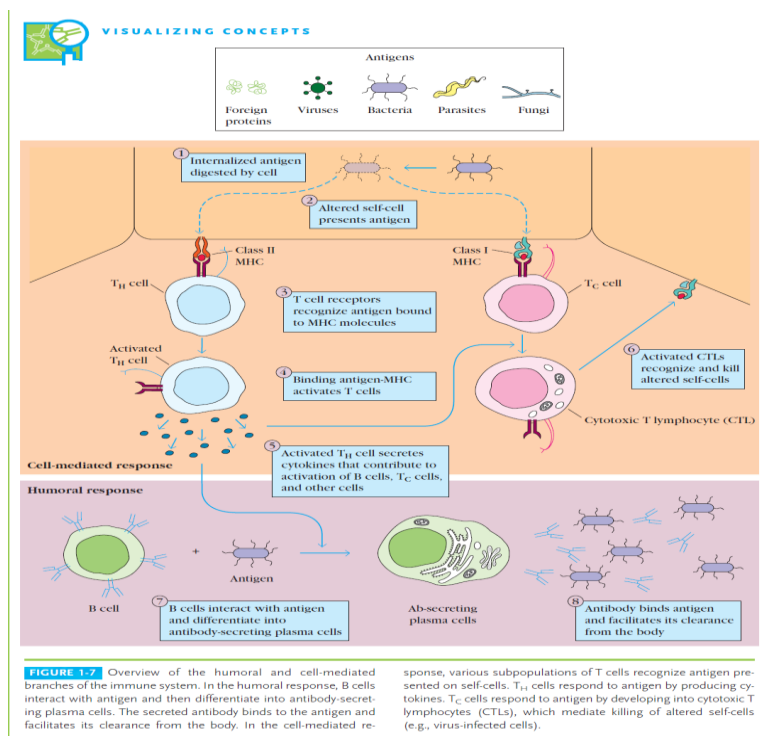 VISUALIZING CONCEPTS
Antigens
Foreign
proteins
Viruses
Bacteria
Parasites
Fungi
1
Internalized antigen
digested by cell
2
Altered self-cell
presents antigen
Class II
MHC
Class I
MHC
TH cell
3
T cell receptors
recognize antigen bound
to MHC molecules
TC cell
Activated
TH cell
4
Binding antigen-MHC
activates T cells
6
Activated CTLs
recognize and kill
altered self-cells
Cytotoxic T lymphocyte (CTL)
5
Activated TH cell secretes
cytokines that contribute to
activation of B cells, TC cells,
and other cells
Cell-mediated response
Humoral response
+
Antigen
B cell
7
B cells interact with antigen
and differentiate into
antibody-secreting plasma cells
Ab-secreting
plasma cells
8
Antibody binds antigen
and facilitates its clearance
from the body
FIGURE 1-7 Overview of the humoral and cell-mediated
branches of the immune system. In the humoral response, B cells
interact with antigen and then differentiate into antibody-secret-
ing plasma cells. The secreted antibody binds to the antigen and
facilitates its clearance from the body. In the cell-mediated re-
sponse, various subpopulations of T cells recognize antigen pre-
sented on self-cells. TH cells respond to antigen by producing cy-
tokines. TC cells respond to antigen by developing into cytotoxic T
lymphocytes (CTLs), which mediate killing of altered self-cells
(e.g., virus-infected cells).